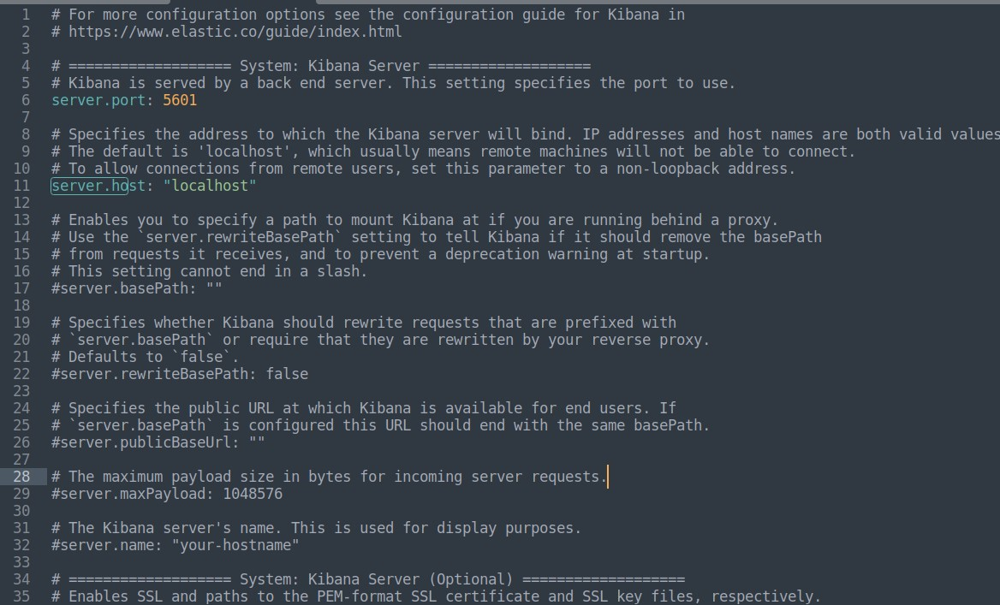 1 # For more configuration options see the configuration guide for Kibana in
2 # https://www.elastic.co/guide/index.html
3
4 # =================== System: Kibana Server ===================
5 # Kibana is served by a back end server. This setting specifies the port to use.
6 server.port: 5601
7
8 # Specifies the address to which the Kibana server will bind. IP addresses and host names are both valid values
9 # The default is 'localhost', which usually means remote machines will not be able to connect.
10 # To allow connections from remote users, set this parameter to a non-loopback address.
11 server.host: "localhost"
12
13 # Enables you to specify a path to mount Kibana at if you are running behind a proxy.
14 # Use the `server.rewriteBasePath` setting to tell Kibana if it should remove the basePath
15 # from requests it receives, and to prevent a deprecation warning at startup.
16 # This setting cannot end in a slash.
17 #server.basePath: ""
18
19 # Specifies whether Kibana should rewrite requests that are prefixed with
20 # `server.basePath` or require that they are rewritten by your reverse proxy.
21 # Defaults to `false`.
22 #server.rewriteBasePath: false
23
24 # Specifies the public URL at which Kibana is available for end users. If
25 # `server.basePath` is configured this URL should end with the same basePath.
26 #server.publicBaseUrl: ""
27
28 # The maximum payload size in bytes for incoming server requests.
29 #server.maxPayload: 1048576
30
31 # The Kibana server's name. This is used for display purposes.
32 #server.name: "your-hostname"
33
34 # =================== System: Kibana Server (Optional) ===================
35 # Enables SSL and paths to the PEM-format SSL certificate and SSL key files, respectively.